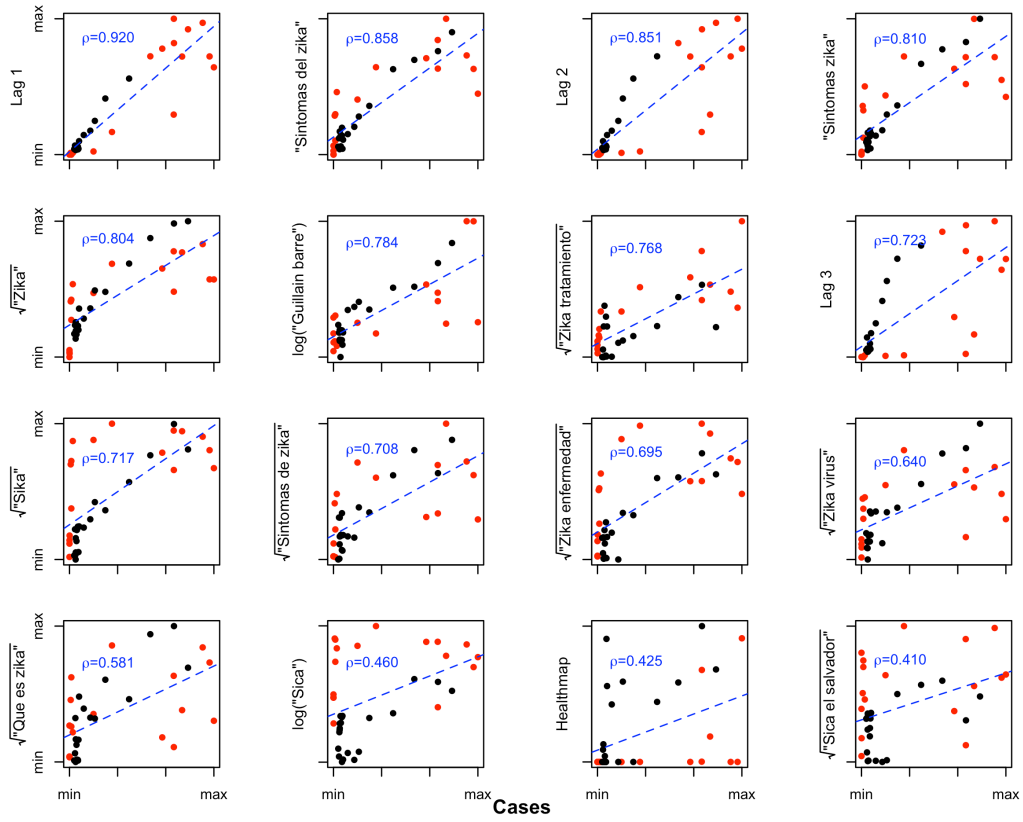 max
min
Lag 1
ρ=0.920
"Sintomas del zika"
ρ=0.858
Lag 2
ρ=0.851
"Sintomas zika"
ρ=0.810
max
min
√"Zika"
ρ=0.804
log("Guillain barre")
ρ=0.784
√"Zika tratamiento"
ρ=0.768
Lag 3
ρ=0.723
max
min
√"Sika"
ρ=0.717
√"Sintomas de zika"
ρ=0.708
√"Zika enfermedad"
ρ=0.695
√"Zika virus"
ρ=0.640
max
min
√"Que es zika"
ρ=0.581
log("Sica")
ρ=0.460
Healthmap
ρ=0.425
√"Sica el salvador"
ρ=0.410
min max min max min max min max
Cases